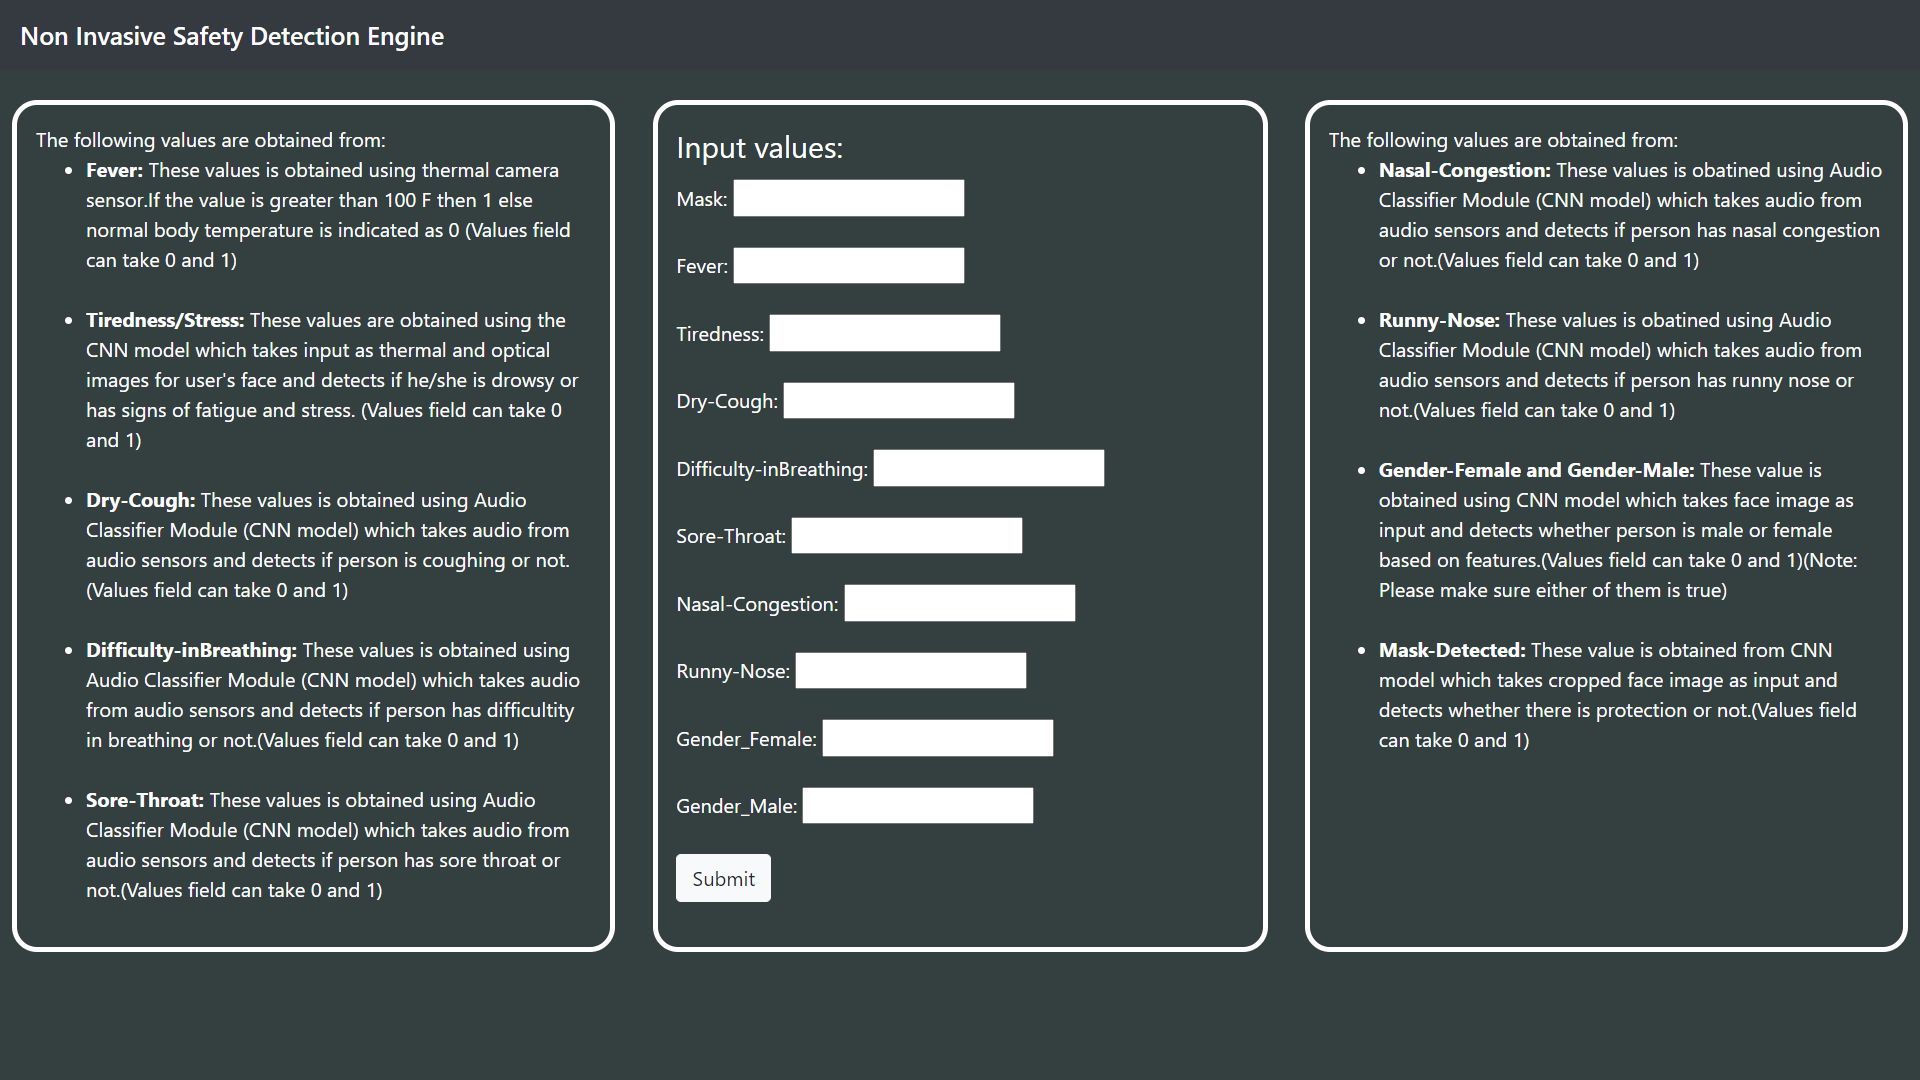 Non Invasive Safety Detection Engine
The following values are obtained from:
Fever: These values is obtained using thermal camera
sensor.If the value is greater than 100 F then 1 else
normal body temperature is indicated as 0 (Values field
can take 0 and 1)
Tiredness/Stress: These values are obtained using the
CNN model which takes input as thermal and optical
images for user's face and detects if he/she is drowsy or
has signs of fatigue and stress. (Values field can take 0
and 1)
Dry-Cough: These values is obtained using Audio
Classifier Module (CNN model) which takes audio from
audio sensors and detects if person is coughing or not.
(Values field can take 0 and 1)
Difficulty-inBreathing: These values is obtained using
Audio Classifier Module (CNN model) which takes audio
from audio sensors and detects if person has difficultity
in breathing or not.(Values field can take 0 and 1)
Sore-Throat: These values is obtained using Audio
Classifier Module (CNN model) which takes audio from
audio sensors and detects if person has sore throat or
not.(Values field can take 0 and 1)
Input values:
Mask:
Fever:
Tiredness:
Dry-Cough:
Difficulty-inBreathing:
Sore-Throat:
Nasal-Congestion:
Runny-Nose:
Gender_Female:
Gender_Male:
Submit
The following values are obtained from:
Nasal-Congestion: These values is obatined using Audio
Classifier Module (CNN model) which takes audio from
audio sensors and detects if person has nasal congestion
or not.(Values field can take 0 and 1)
Runny-Nose: These values is obatined using Audio
Classifier Module (CNN model) which takes audio from
audio sensors and detects if person has runny nose or
not.(Values field can take 0 and 1)
Gender-Female and Gender-Male: These value is
obtained using CNN model which takes face image as
input and detects whether person is male or female
based on features.(Values field can take 0 and 1)(Note:
Please make sure either of them is true)
Mask-Detected: These value is obtained from CNN
model which takes cropped face image as input and
detects whether there is protection or not.(Values field
can take 0 and 1)